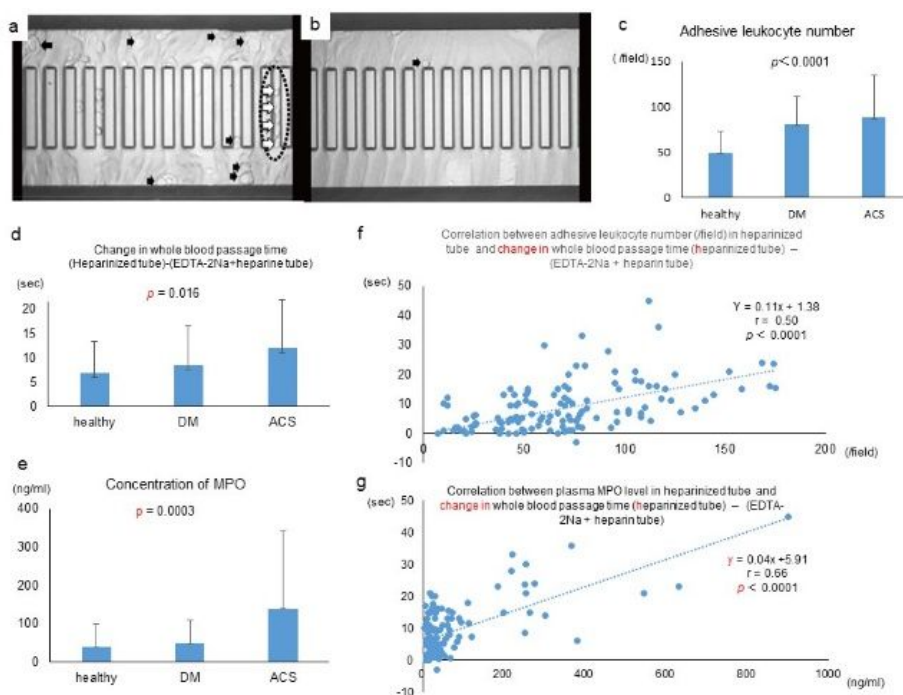 a
b
c
Adhesive leukocyte number
(/field)
p< 0.0001
150
100
50
0
healthy DM ACS
d
Change in whole blood passage time
(Heparinized tube)-(EDTA-2Na+heparine tube)
(sec)
p = 0.016
20
15
10
5
0
healthy DM ACS
e
Concentration of MPO
(ng/ml)
p = 0.0003
400
300
200
100
0
healthy DM ACS
f
Correlation between adhesive leukocyte number (/field) in heparinized
tube and change in whole blood passage time (heparinized tube) –
(EDTA-2Na + heparin tube)
(sec)
Y = 0.11x + 1.38
r = 0.50
p < 0.0001
50
40
30
20
10
0
-10
0 50 100 150 200
(/field)
g
Correlation between plasma MPO level in heparinized tube and
change in whole blood passage time (heparinized tube) – (EDTA-
2Na + heparin tube)
(sec)
y = 0.04x +5.91
r = 0.66
p < 0.0001
50
40
30
20
10
0
-10
0 200 400 600 800 1000
(ng/ml)